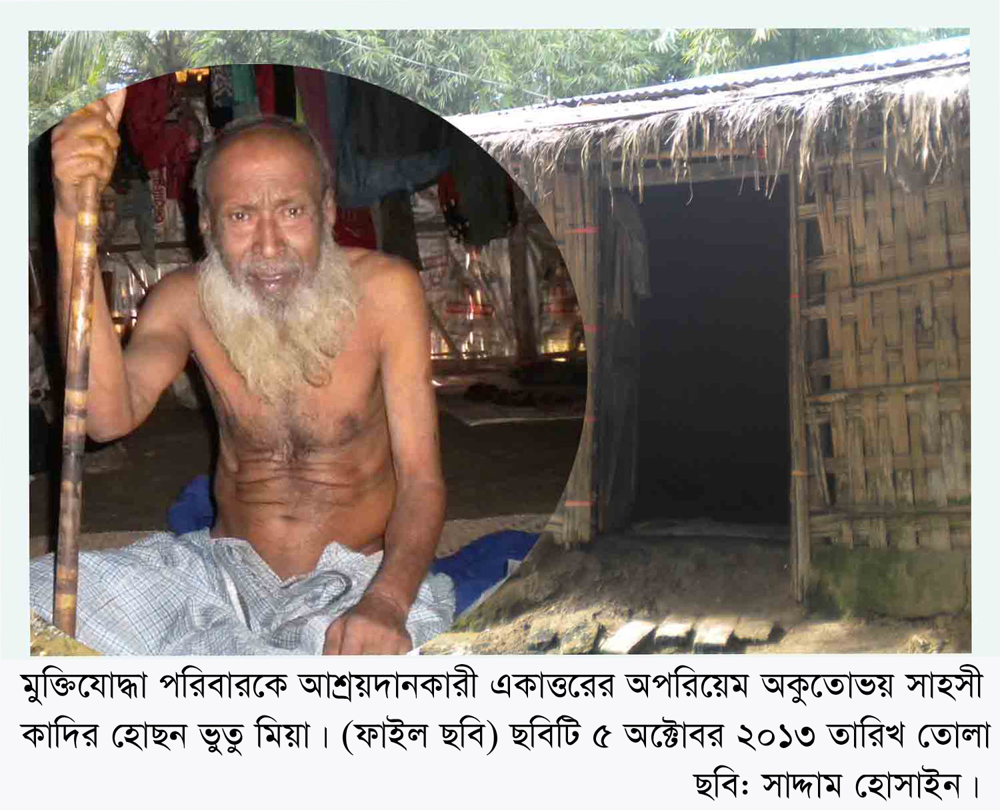 মুক্তিযোদ্ধা পরিবারকে আশ্রয়দানকারী একাত্তরের অপরিয়েম অকুতোভয় সাহসী
কাদির হোছন ভুতু মিয়া। (ফাইল ছবি) ছবিটি ৫ অক্টোবর ২০১৩ তারিখ তোলা
ছবি: সাদ্দাম হোসাইন।